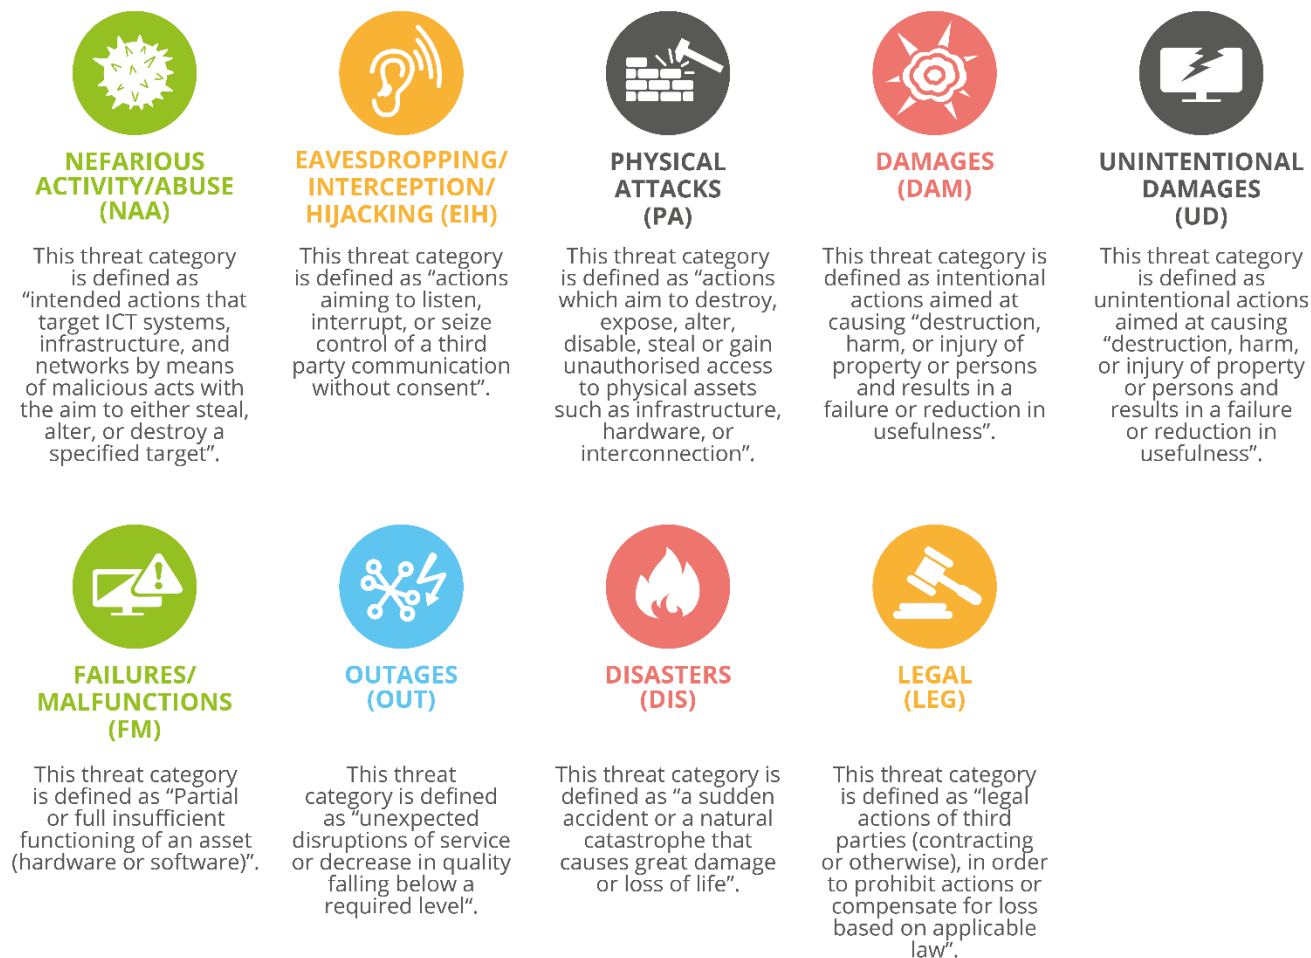 NEFARIOUS
ACTIVITY/ABUSE
(NAA)
This threat category
is defined as
“intended actions that
target ICT systems,
infrastructure, and
networks by means
of malicious acts with
the aim to either steal,
alter, or destroy a
specified target”.
EAVESDROPPING/
INTERCEPTION/
HIJACKING (EIH)
This threat category
is defined as “actions
aiming to listen,
interrupt, or seize
control of a third
party communication
without consent”.
PHYSICAL
ATTACKS
(PA)
This threat category
is defined as “actions
which aim to destroy,
expose, alter,
disable, steal or gain
unauthorised access
to physical assets
such as infrastructure,
hardware, or
interconnection”.
DAMAGES
(DAM)
This threat category is
defined as intentional
actions aimed at
causing “destruction,
harm, or injury of
property or persons
and results in a
failure or reduction in
usefulness”.
UNINTENTIONAL
DAMAGES
(UD)
This threat category
is defined as
unintentional actions
aimed at causing
“destruction, harm,
or injury of property
or persons and
results in a failure
or reduction in
usefulness”.
FAILURES/
MALFUNCTIONS
(FM)
This threat category
is defined as “Partial
or full insufficient
functioning of an asset
(hardware or software)”.
OUTAGES
(OUT)
This threat
category is defined
as “unexpected
disruptions of service
or decrease in quality
falling below a
required level“.
DISASTERS
(DIS)
This threat category is
defined as “a sudden
accident or a natural
catastrophe that
causes great damage
or loss of life”.
LEGAL
(LEG)
This threat category
is defined as “legal
actions of third
parties (contracting
or otherwise), in order
to prohibit actions or
compensate for loss
based on applicable
law”.